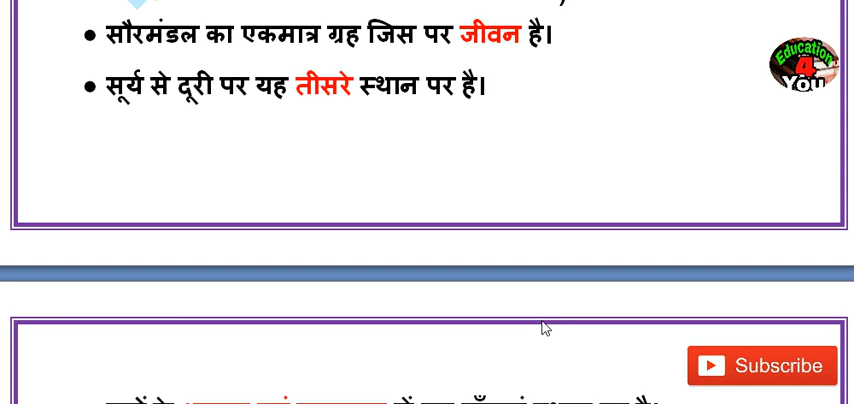 ● सौरमंडल का एकमात्र ग्रह जिस पर जीवन है।
● सूर्य से दूरी पर यह तीसरे स्थान पर है।
Education
4
You
Subscribe